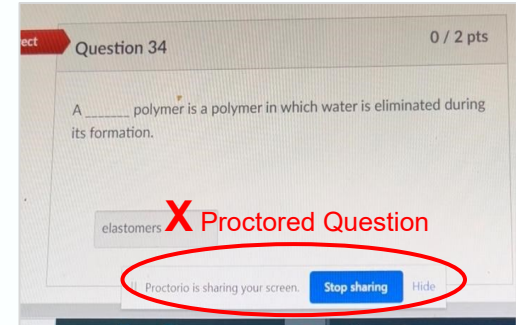 ect
Question 34
0 / 2 pts
A _______ polymer is a polymer in which water is eliminated during
its formation.
elastomers X Proctored Question
Proctorio is sharing your screen. Stop sharing Hide